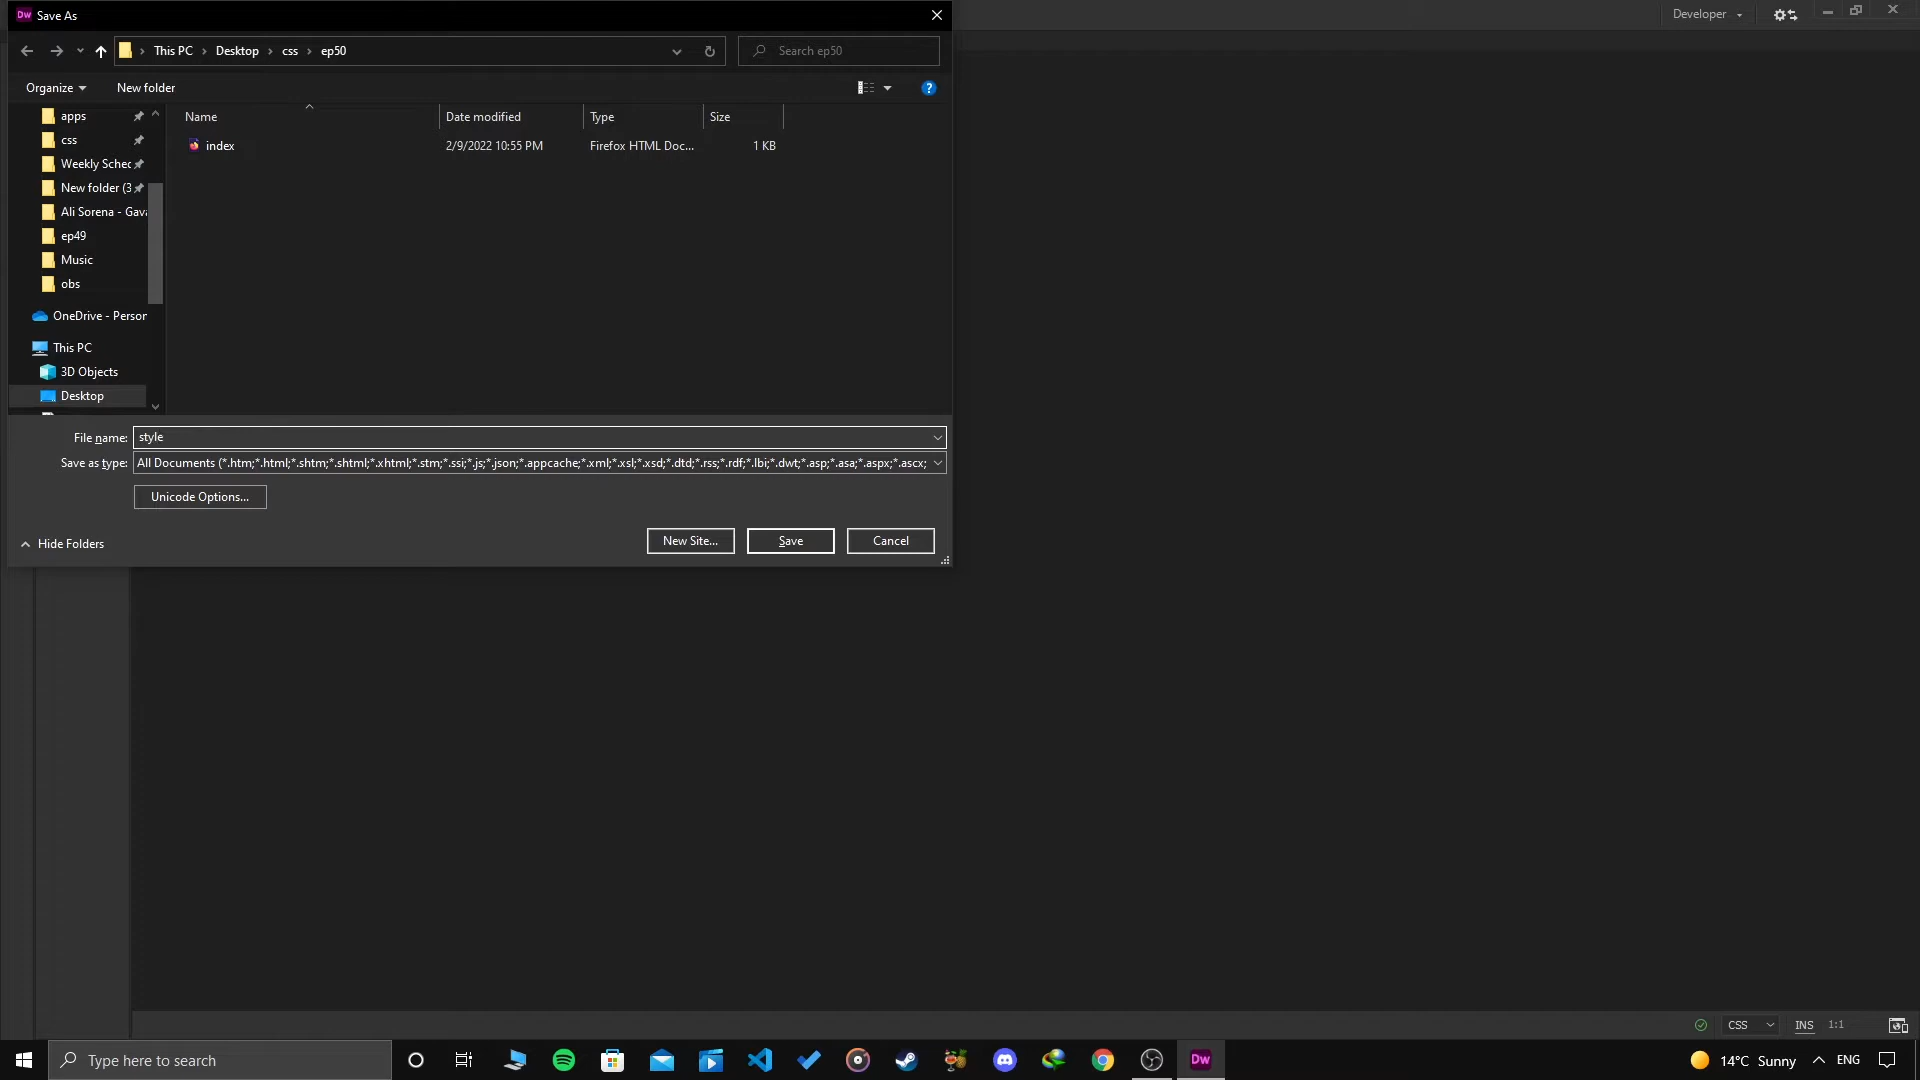 Dw Save As
Developer
This PC > Desktop > css > ep50
Search ep50
Organize
New folder
?
Name
Date modified
Type
Size
index
2/9/2022 10:55 PM
Firefox HTML Doc...
1 KB
apps
css
Weekly Sched
New folder (3
Ali Sorena - Gava
ep49
Music
obs
OneDrive - Person
This PC
3D Objects
Desktop
File name: style
Save as type: All Documents (*.htm;*.html;*.shtm;*.shtml;*.xhtml;*.stm;*.ssi;*.js;*.json;*.appcache;*.xml;*.xsl;*.xsd;*.dtd;*.rss;*.rdf;*.lbi;*.dwt;*.asp;*.asa;*.aspx;*.ascx;
Unicode Options...
Hide Folders
New Site...
Save
Cancel
CSS
INS
1:1
Type here to search
Dw
14°C Sunny
ENG